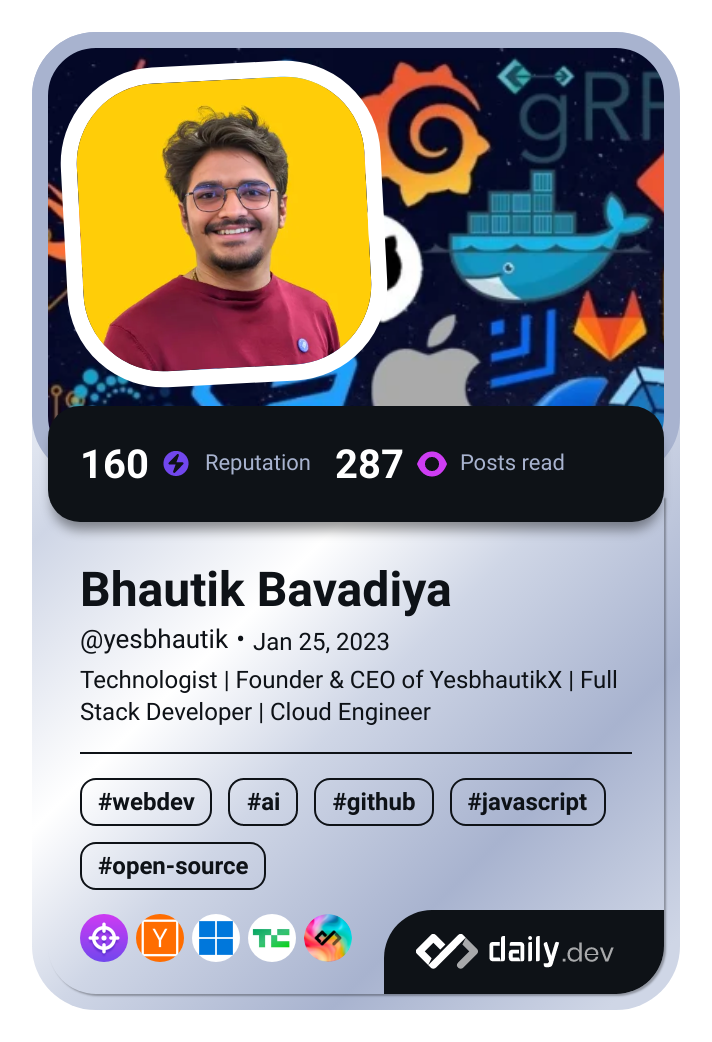 gRP
160 Reputation 287 Posts read
Bhautik Bavadiya
@yesbhautik • Jan 25, 2023
Technologist | Founder & CEO of YesbhautikX | Full
Stack Developer | Cloud Engineer
#webdev #ai #github #javascript
#open-source
Y TC daily.dev